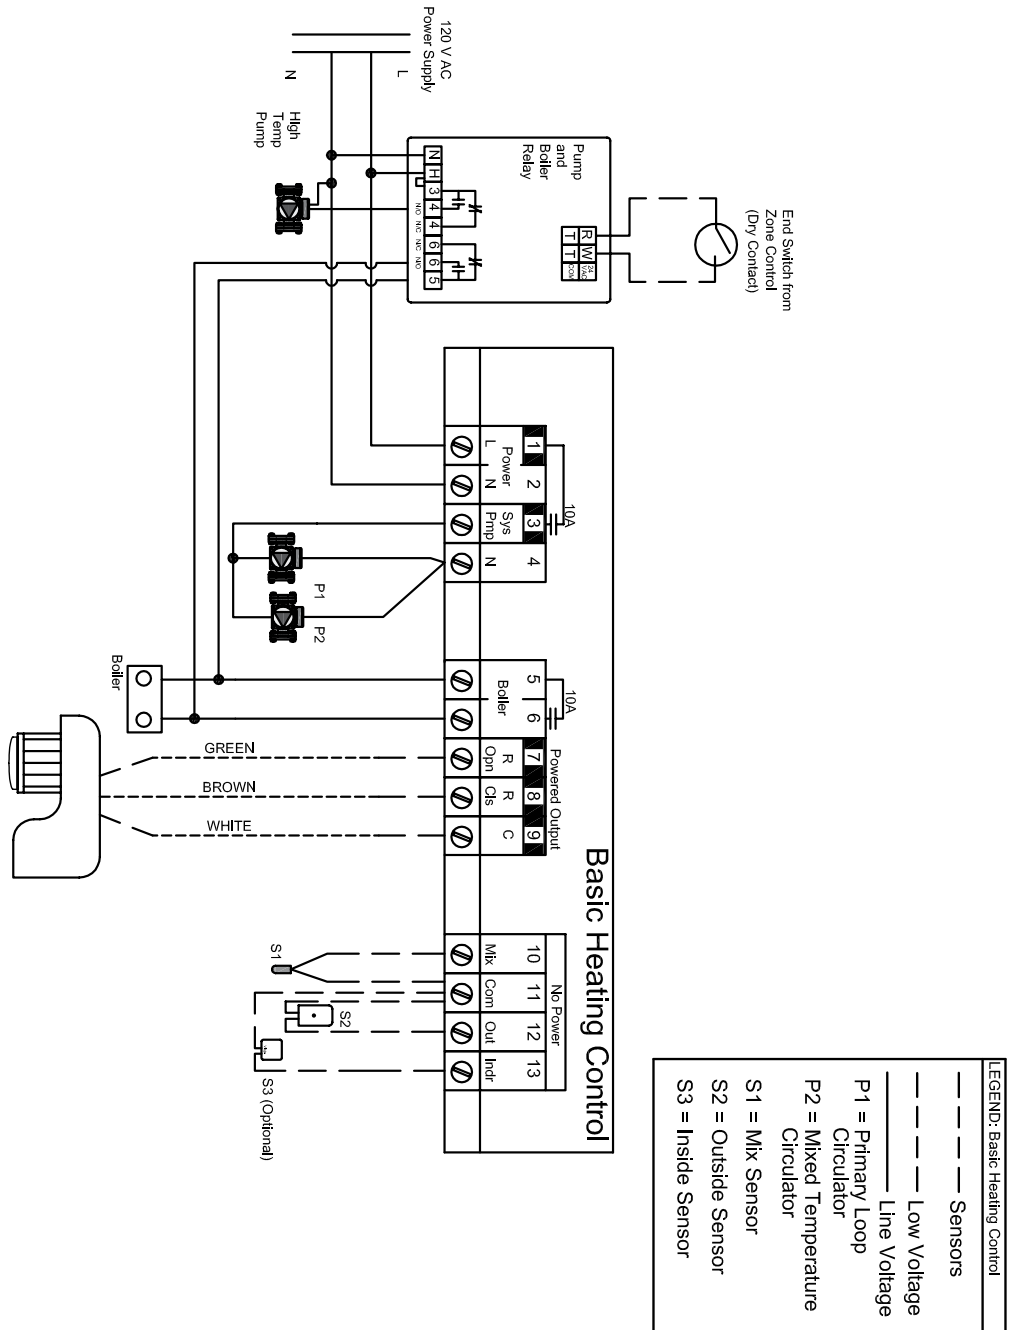 120 V AC
Power Supply
L
N
High
Temp
Pump
Pump
and
Boiler
Relay
N
H
3
4
4
6
6
5
N/O
N/C
N/C
N/O
R
W
24
VAC
T
T
COM
End Switch from
Zone Control
(Dry Contact)
Basic Heating Control
1
2
3
4
10A
L
Power
N
Sys
Pmp
N
P1
P2
5
6
10A
Boiler
Boiler
Powered Output
7
8
9
R
Opn
R
Cls
C
GREEN
BROWN
WHITE
No Power
10
11
12
13
Mix
Com
Out
Indr
S1
S2
S3 (Optional)
LEGEND: Basic Heating Control
Sensors
Low Voltage
Line Voltage
P1 = Primary Loop
Circulator
P2 = Mixed Temperature
Circulator
S1 = Mix Sensor
S2 = Outside Sensor
S3 = Inside Sensor